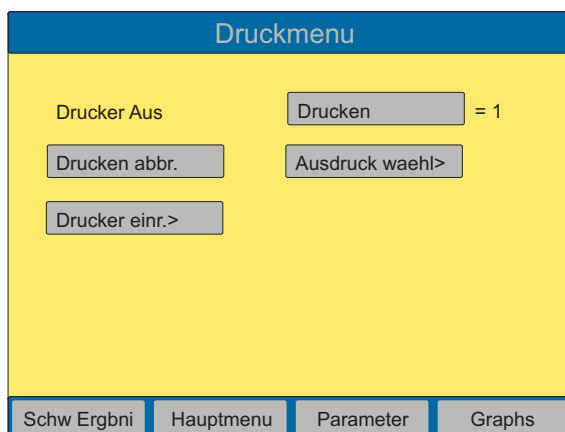 Druckmenu
Drucker Aus Drucken = 1
Drucken abbr. Ausdruck waehl>
Drucker einr.>
Schw Ergbni Hauptmenu Parameter Graphs